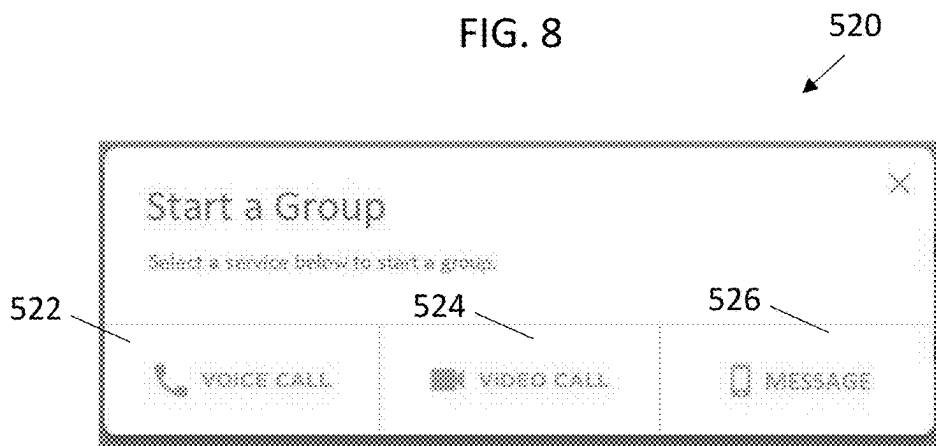 FIG. 8
520
Start a Group
Select a service below to start a group.
522
524
526
VOICE CALL
VIDEO CALL
MESSAGE